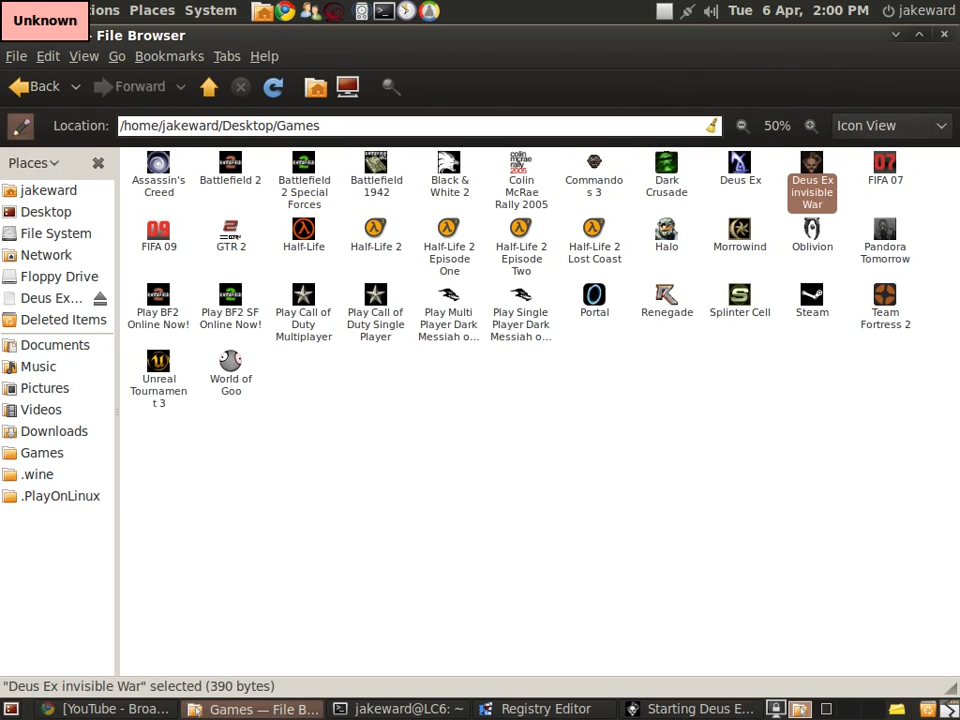 Unknown
ions Places System
Tue 6 Apr, 2:00 PM jakeward
- File Browser
File Edit View Go Bookmarks Tabs Help
Back Forward
Location: /home/jakeward/Desktop/Games 50% Icon View
Places
jakeward
Desktop
File System
Network
Floppy Drive
Deus Ex...
Deleted Items
Documents
Music
Pictures
Videos
Downloads
Games
.wine
.PlayOnLinux
Assassin's
Creed
Battlefield 2
Battlefield
2 Special
Forces
Battlefield
1942
Black &
White 2
Colin
McRae
Rally 2005
Commando
s 3
Dark
Crusade
Deus Ex
Deus Ex
invisible
War
FIFA 07
FIFA 09
GTR 2
Half-Life
Half-Life 2
Half-Life 2
Episode
One
Half-Life 2
Episode
Two
Half-Life 2
Lost Coast
Halo
Morrowind
Oblivion
Pandora
Tomorrow
Play BF2
Online Now!
Play BF2 SF
Online Now!
Play Call of
Duty
Multiplayer
Play Call of
Duty Single
Player
Play Multi
Player Dark
Messiah o...
Play Single
Player Dark
Messiah o...
Portal
Renegade
Splinter Cell
Steam
Team
Fortress 2
Unreal
Tournamen
t 3
World of
Goo
"Deus Ex invisible War" selected (390 bytes)
[YouTube - Broa... Games — File B... jakeward@LC6: ~ Registry Editor Starting Deus E...